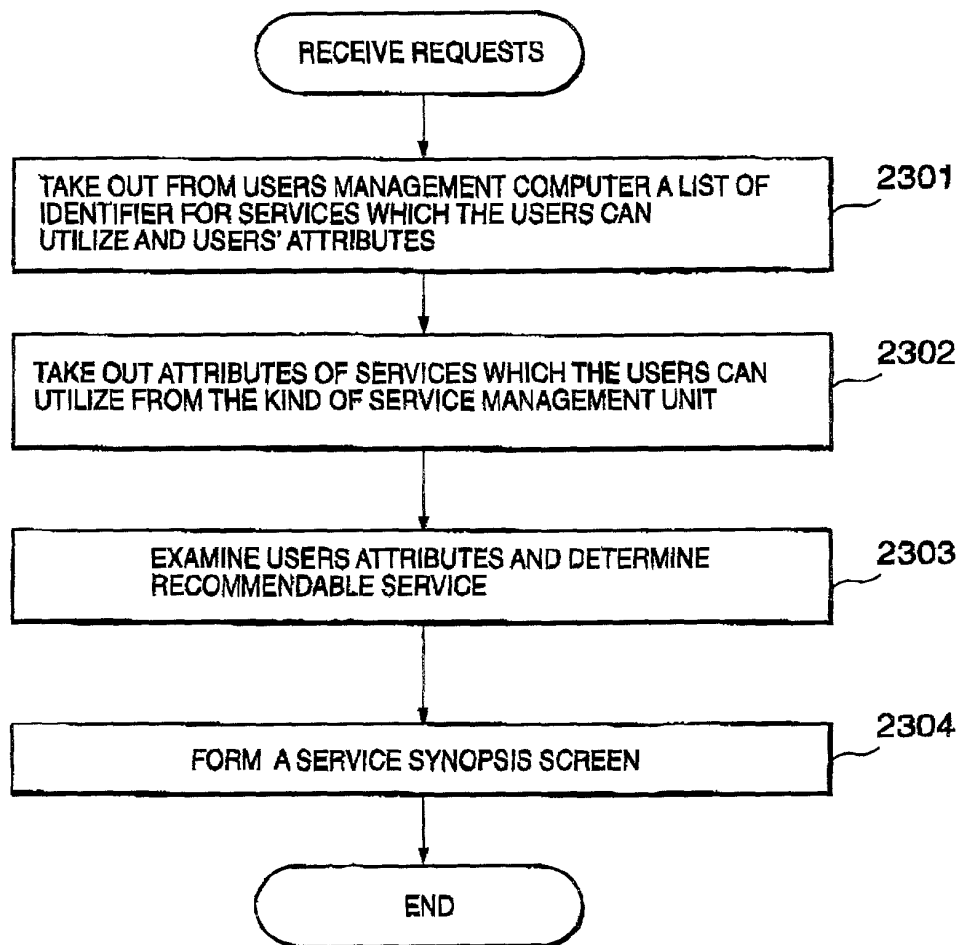 RECEIVE REQUESTS
TAKE OUT FROM USERS MANAGEMENT COMPUTER A LIST OF
IDENTIFIER FOR SERVICES WHICH THE USERS CAN
UTILIZE AND USERS' ATTRIBUTES
2301
TAKE OUT ATTRIBUTES OF SERVICES WHICH THE USERS CAN
UTILIZE FROM THE KIND OF SERVICE MANAGEMENT UNIT
2302
EXAMINE USERS ATTRIBUTES AND DETERMINE
RECOMMENDABLE SERVICE
2303
FORM A SERVICE SYNOPSIS SCREEN
2304
END